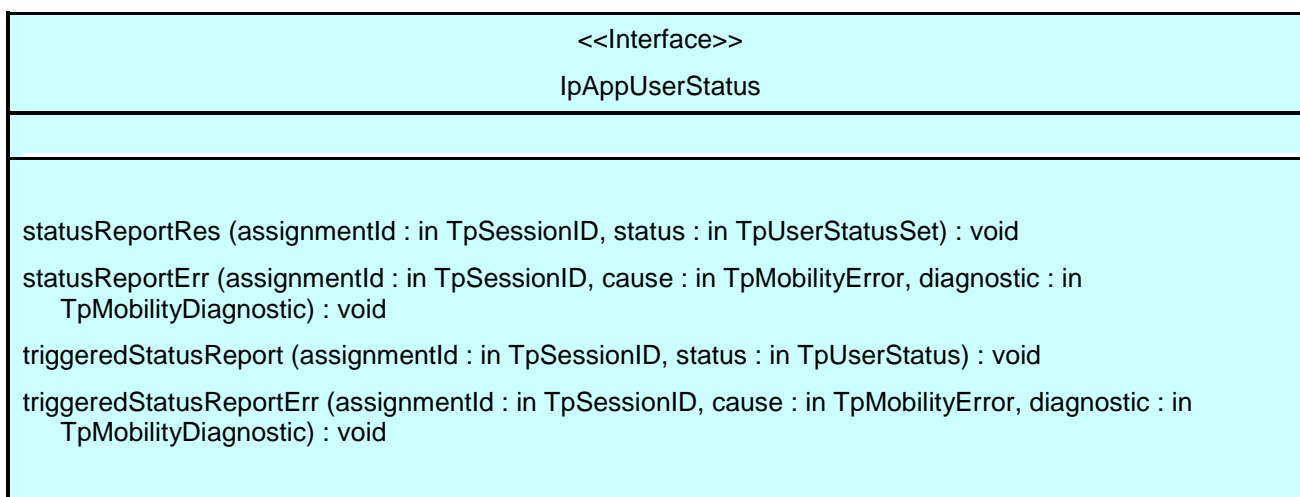 <<Interface>>
IpAppUserStatus
statusReportRes (assignmentId : in TpSessionID, status : in TpUserStatusSet) : void
statusReportErr (assignmentId : in TpSessionID, cause : in TpMobilityError, diagnostic : in
TpMobilityDiagnostic) : void
triggeredStatusReport (assignmentId : in TpSessionID, status : in TpUserStatus) : void
triggeredStatusReportErr (assignmentId : in TpSessionID, cause : in TpMobilityError, diagnostic : in
TpMobilityDiagnostic) : void